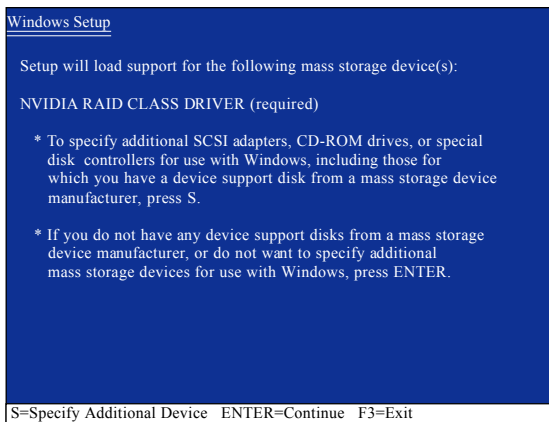 Windows Setup
Setup will load support for the following mass storage device(s):
NVIDIA RAID CLASS DRIVER (required)
* To specify additional SCSI adapters, CD-ROM drives, or special
disk controllers for use with Windows, including those for
which you have a device support disk from a mass storage device
manufacturer, press S.
* If you do not have any device support disks from a mass storage
device manufacturer, or do not want to specify additional
mass storage devices for use with Windows, press ENTER.
S=Specify Additional Device ENTER=Continue F3=Exit